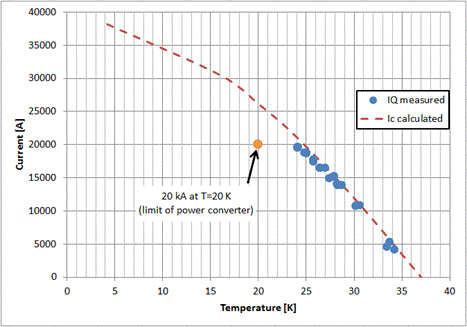 40000
35000
30000
25000
20000
15000
10000
5000
0
Current [A]
IQ measured
Ic calculated
20 kA at T=20 K
(limit of power converter)
0 5 10 15 20 25 30 35 40
Temperature [K]